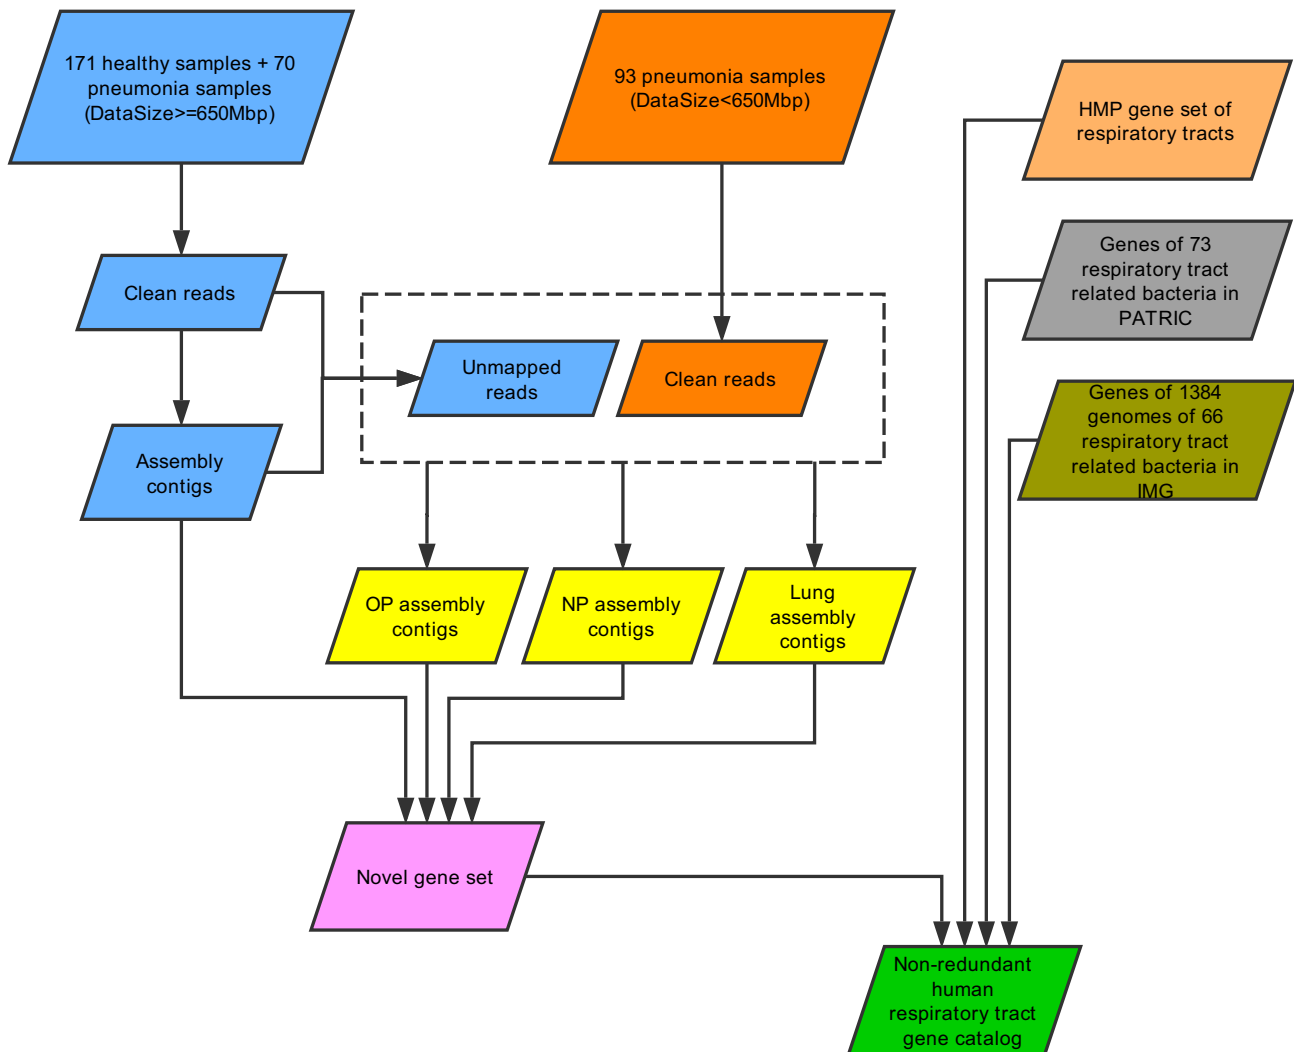 171 healthy samples + 70
pneumonia samples
(DataSize>=650Mbp)
93 pneumonia samples
(DataSize<650Mbp)
HMP gene set of
respiratory tracts
Genes of 73
respiratory tract
related bacteria in
PATRIC
Clean reads
Unmapped
reads
Clean reads
Genes of 1384
genomes of 66
respiratory tract
related bacteria in
IMG
Assembly
contigs
OP assembly
contigs
NP assembly
contigs
Lung
assembly
contigs
Novel gene set
Non-redundant
human
respiratory tract
gene catalog